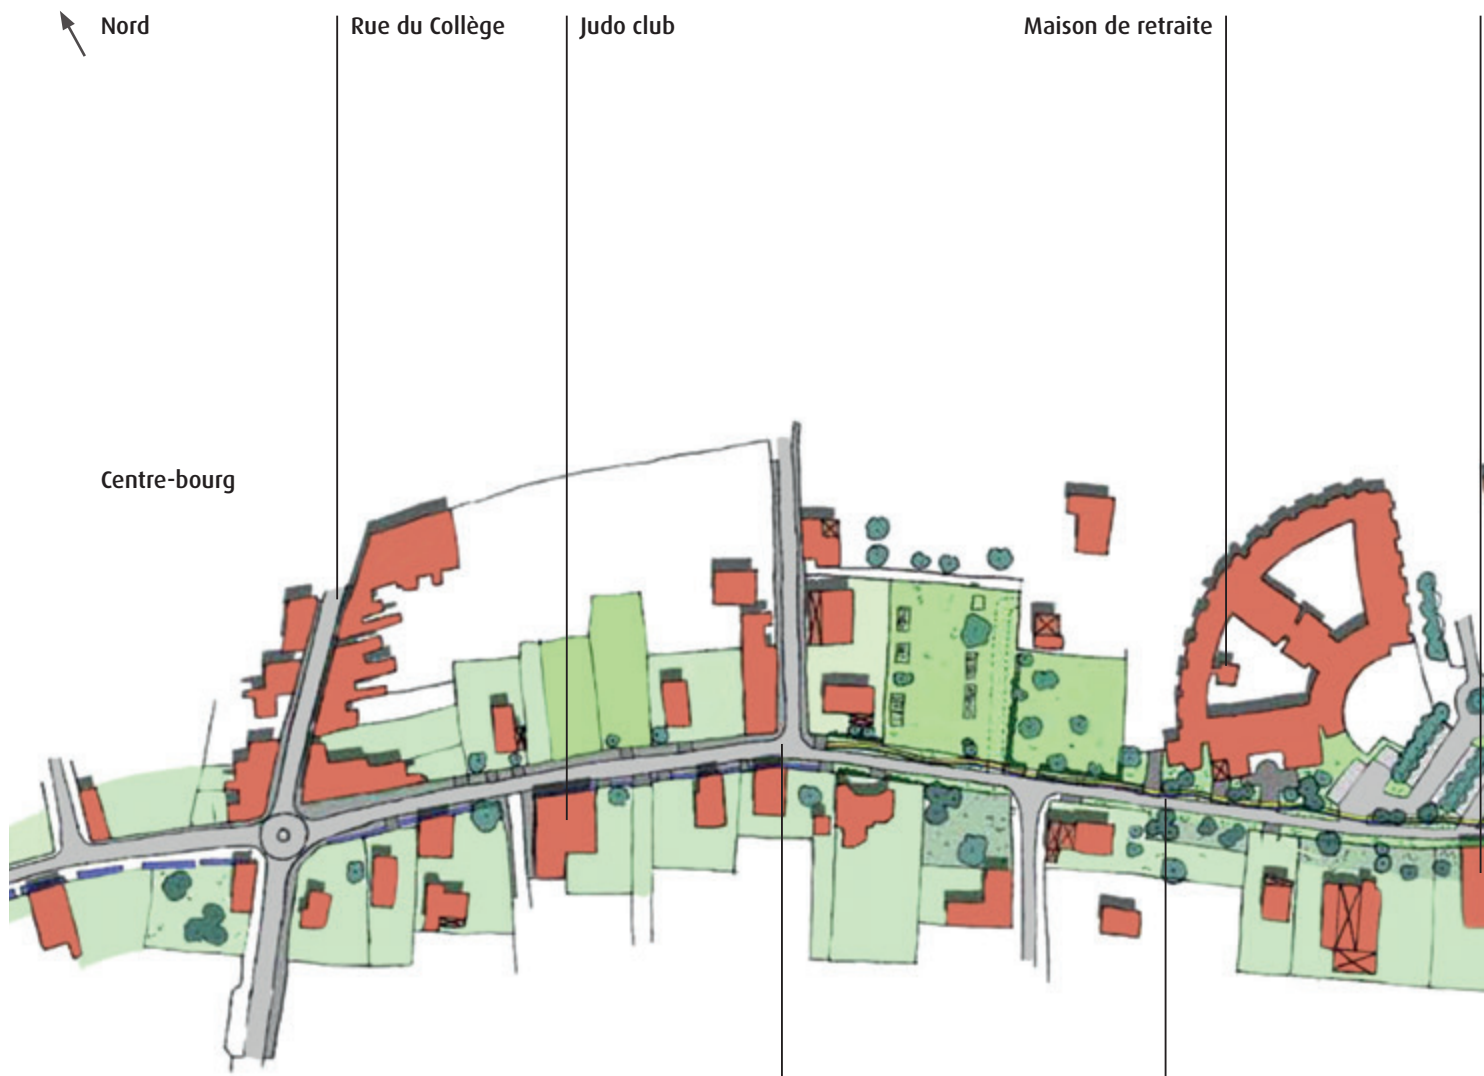 Nord
Rue du Collège
Judo club
Maison de retraite
Centre-bourg